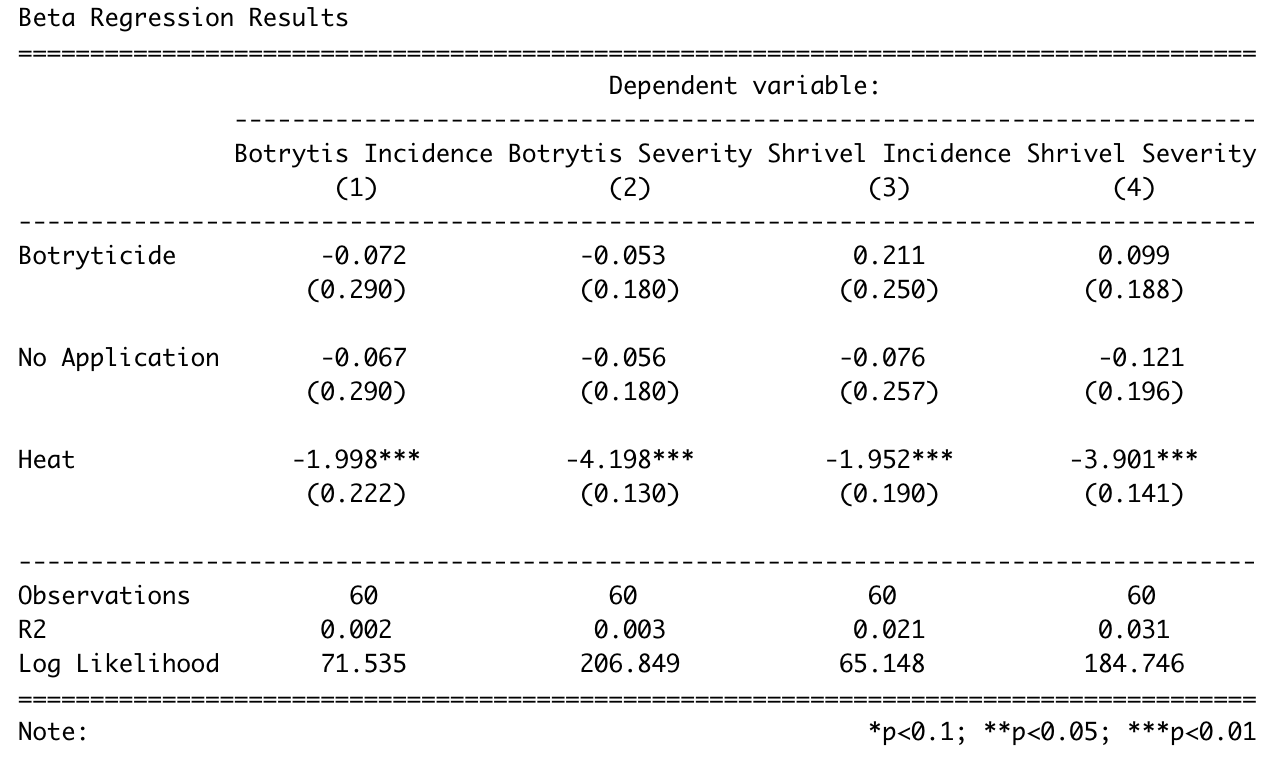 Beta Regression Results
======================================================================================
Dependent variable:
-----------------------------------------------------------------------
Botrytis Incidence Botrytis Severity Shrivel Incidence Shrivel Severity
(1) (2) (3) (4)
--------------------------------------------------------------------------------------
Botryticide -0.072 -0.053 0.211 0.099
(0.290) (0.180) (0.250) (0.188)
No Application -0.067 -0.056 -0.076 -0.121
(0.290) (0.180) (0.257) (0.196)
Heat -1.998*** -4.198*** -1.952*** -3.901***
(0.222) (0.130) (0.190) (0.141)
--------------------------------------------------------------------------------------
Observations 60 60 60 60
R2 0.002 0.003 0.021 0.031
Log Likelihood 71.535 206.849 65.148 184.746
======================================================================================
Note: *p<0.1; **p<0.05; ***p<0.01